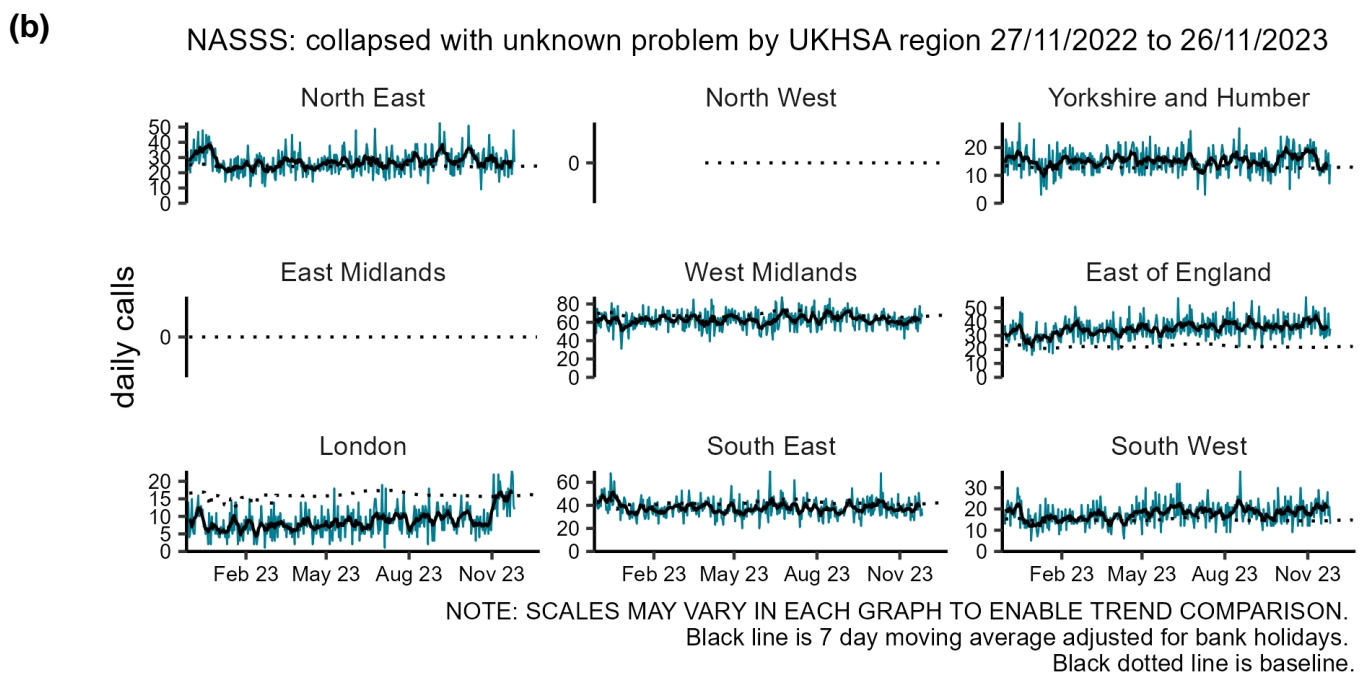 (b)
NASSS: collapsed with unknown problem by UKHSA region 27/11/2022 to 26/11/2023
daily calls
North East
50
40
30
20
10
0
North West
0
Yorkshire and Humber
20
10
0
East Midlands
0
West Midlands
80
60
40
20
0
East of England
50
40
30
20
10
0
London
20
15
10
5
0
Feb 23 May 23 Aug 23 Nov 23
South East
60
40
20
0
Feb 23 May 23 Aug 23 Nov 23
South West
30
20
10
0
Feb 23 May 23 Aug 23 Nov 23
NOTE: SCALES MAY VARY IN EACH GRAPH TO ENABLE TREND COMPARISON.
Black line is 7 day moving average adjusted for bank holidays.
Black dotted line is baseline.